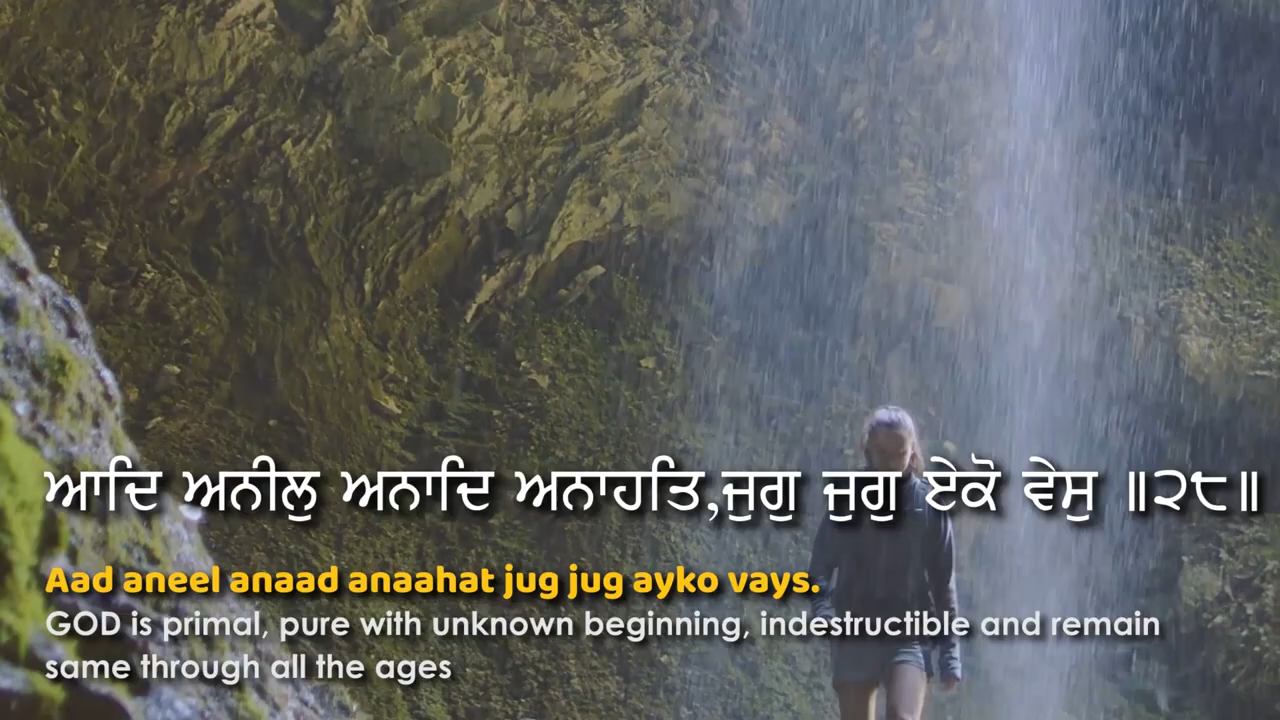 ਆਦਿ ਅਨੀਲੁ ਅਨਾਦਿ ਅਨਾਹਤਿ,ਜੁਗੁ ਜੁਗੁ ਏਕੋ ਵੇਸੁ ॥੨੮॥
Aad aneel anaad anaahat jug jug ayko vays.
GOD is primal, pure with unknown beginning, indestructible and remain
same through all the ages